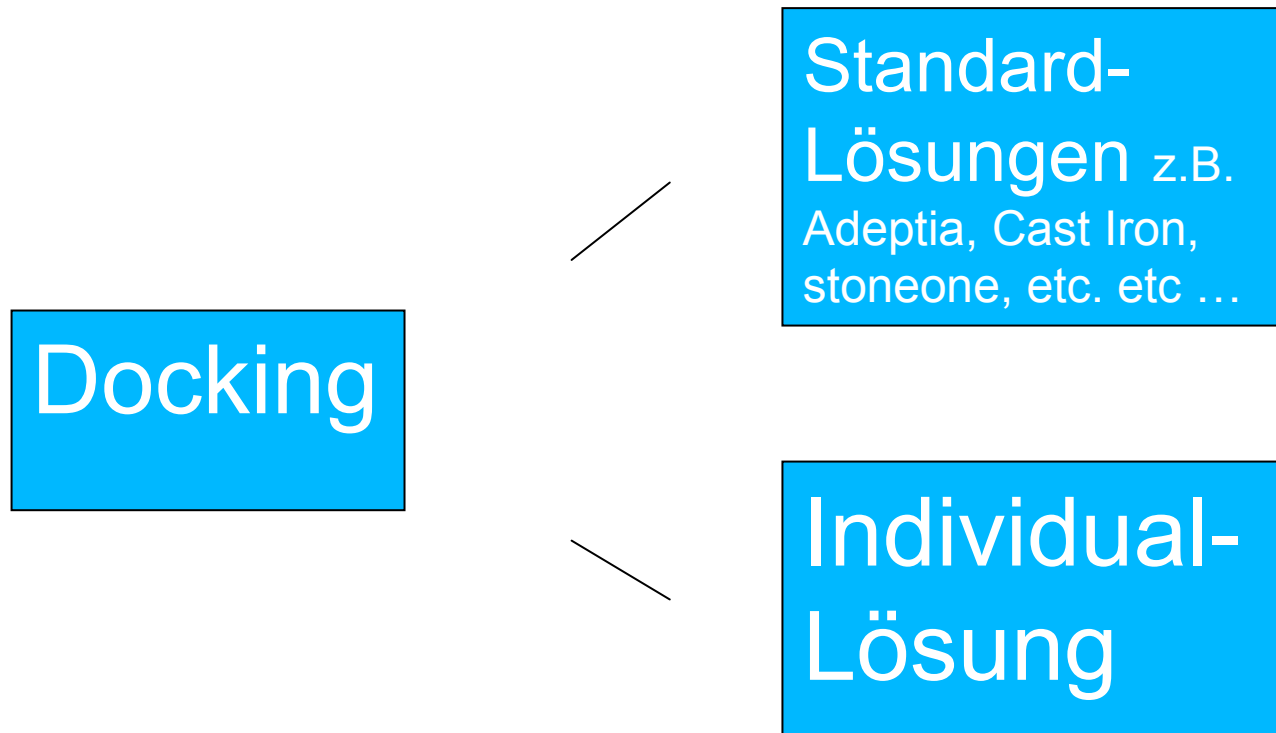 Docking
Standard-
Lösungen z.B.
Adeptia, Cast Iron,
stoneone, etc. etc …
Individual-
Lösung